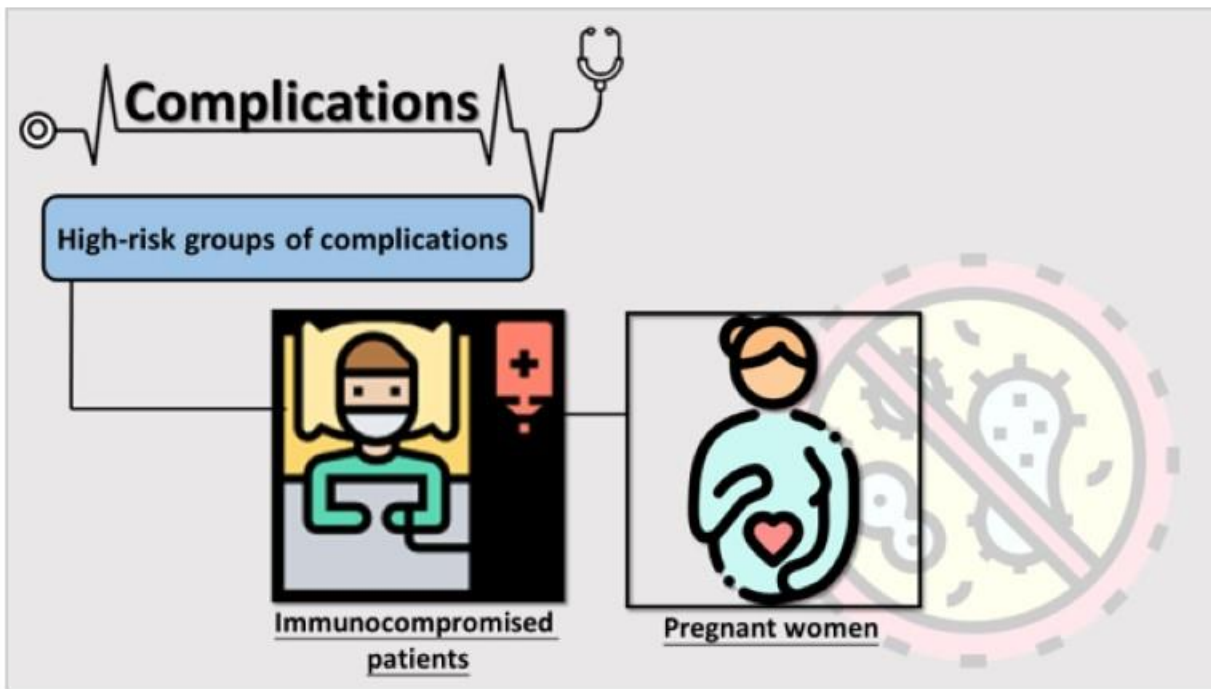 Complications
High-risk groups of complications
Immunocompromised
patients
Pregnant women